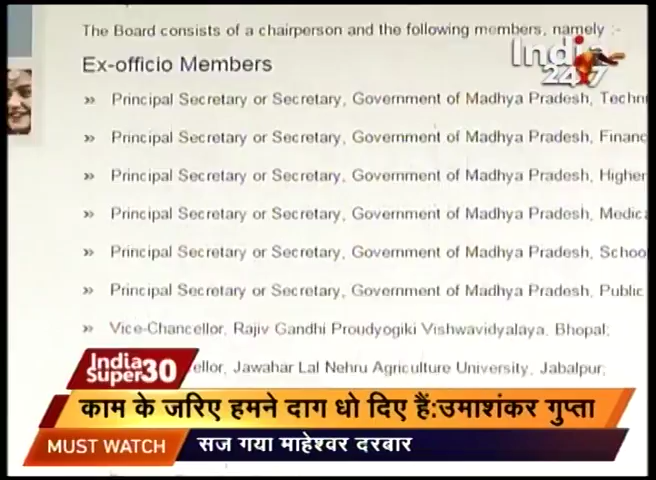 The Board consists of a chairperson and the following members, namely :-
India 24x7
Ex-officio Members
» Principal Secretary or Secretary, Government of Madhya Pradesh, Techn
» Principal Secretary or Secretary, Government of Madhya Pradesh, Financ
» Principal Secretary or Secretary, Government of Madhya Pradesh, Higher
» Principal Secretary or Secretary, Government of Madhya Pradesh, Medica
» Principal Secretary or Secretary, Government of Madhya Pradesh, Schoo
» Principal Secretary or Secretary, Government of Madhya Pradesh, Public
» Vice-Chancellor, Rajiv Gandhi Proudyogiki Vishwavidyalaya, Bhopal;
ellor, Jawahar Lal Nehru Agriculture University, Jabalpur;
India Super 30
काम के जरिए हमने दाग धो दिए हैं:उमाशंकर गुप्ता
MUST WATCH सज गया माहेश्वर दरबार